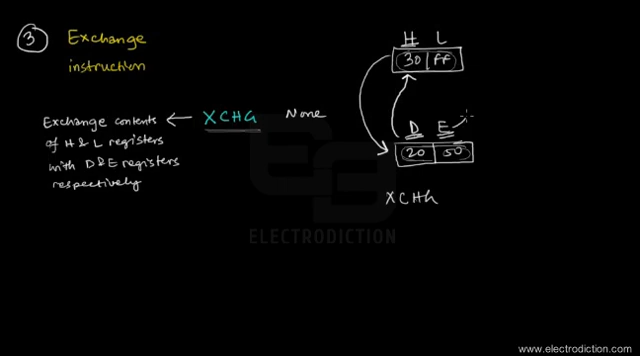 3 Exchange
instruction
Exchange contents ← XCHG None
of H & L registers
with D & E registers
respectively
H L
30 FF
D E
20 50
XCHG
ELECTRODICTION
www.electrodiction.com